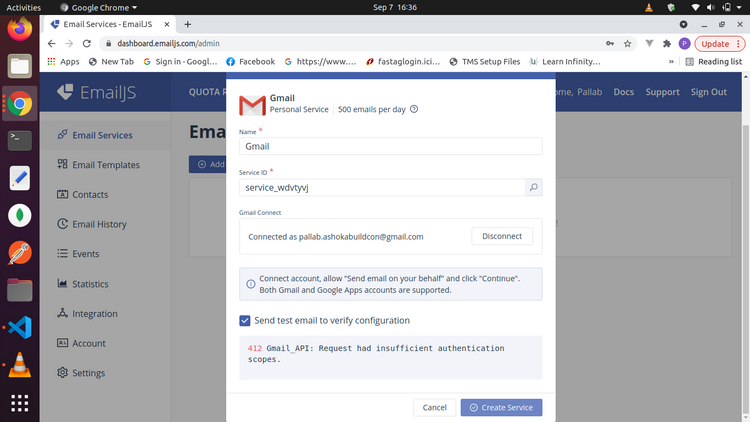 Activities
Google Chrome
Sep 7 16:36
Email Services - EmailJS
dashboard.emailjs.com/admin
Update
Apps
New Tab
Sign in - Googl…
YouTube
Facebook
https://www.…
fastaglogin.ici…
TMS Setup Files
Learn Infinity…
»
Reading list
EmailJS
QUOTA R
ome, Pallab
Docs
Support
Sign Out
Email Services
Email Templates
Contacts
Email History
Events
Statistics
Integration
Account
Settings
Ema
Add
Gmail
Personal Service
500 emails per day
Name *
Gmail
Service ID *
service_wdvtyvj
Gmail Connect
Connected as pallab.ashokabuildcon@gmail.com
Disconnect
Connect account, allow "Send email on your behalf" and click "Continue".
Both Gmail and Google Apps accounts are supported.
Send test email to verify configuration
412 Gmail_API: Request had insufficient authentication
scopes.
Cancel
Create Service